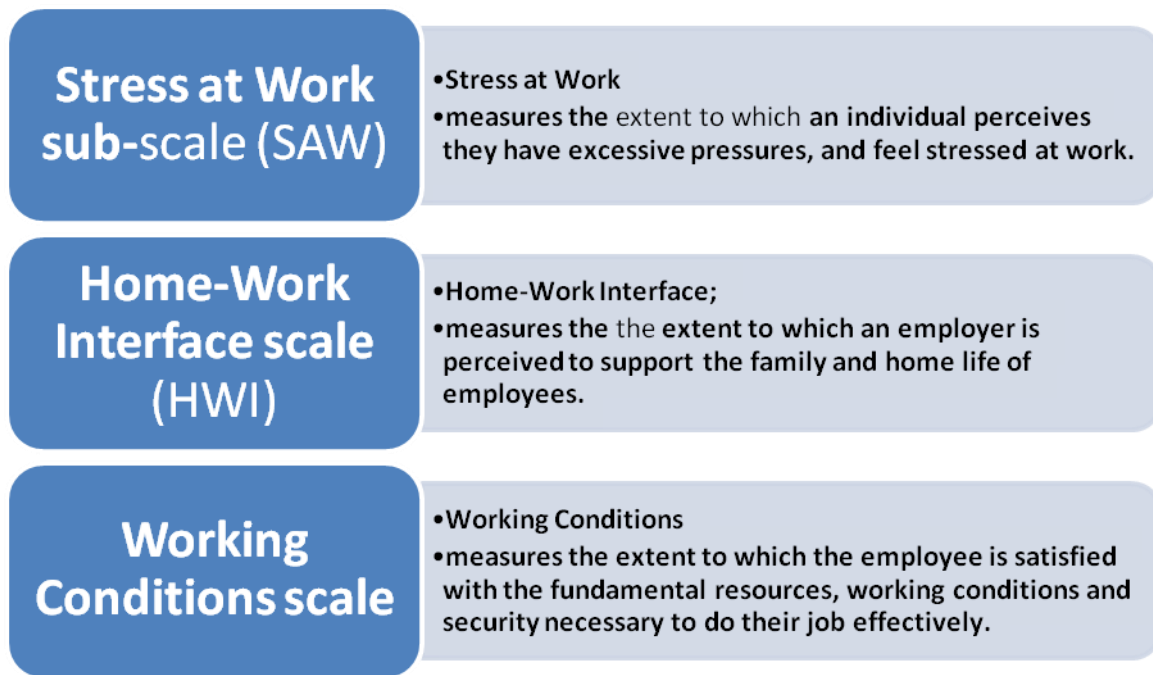 Stress at Work
sub-scale (SAW)
•Stress at Work
•measures the extent to which an individual perceives
they have excessive pressures, and feel stressed at work.
Home-Work
Interface scale
(HWI)
•Home-Work Interface;
•measures the the extent to which an employer is
perceived to support the family and home life of
employees.
Working
Conditions scale
•Working Conditions
•measures the extent to which the employee is satisfied
with the fundamental resources, working conditions and
security necessary to do their job effectively.